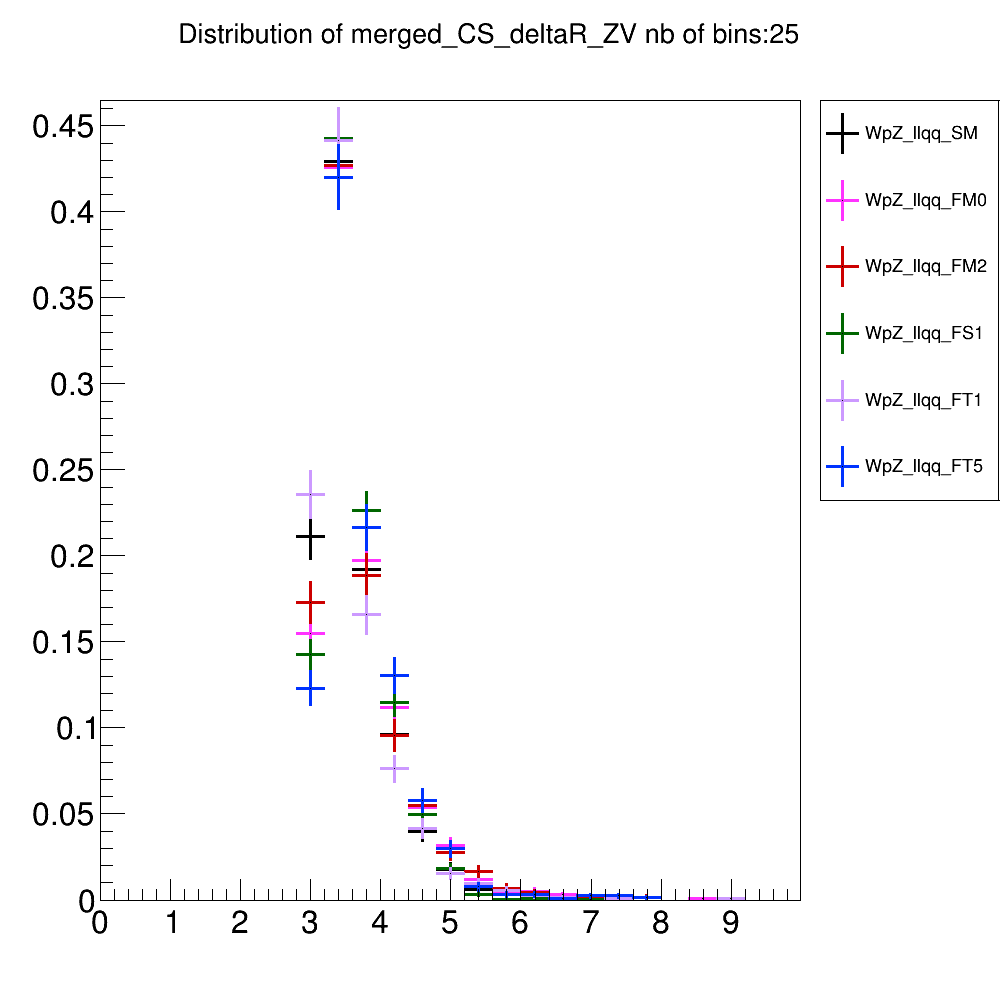 Distribution of merged_CS_deltaR_ZV nb of bins:25
0.45
0.4
0.35
0.3
0.25
0.2
0.15
0.1
0.05
0
0 1 2 3 4 5 6 7 8 9
WpZ_llqq_SM
WpZ_llqq_FM0
WpZ_llqq_FM2
WpZ_llqq_FS1
WpZ_llqq_FT1
WpZ_llqq_FT5